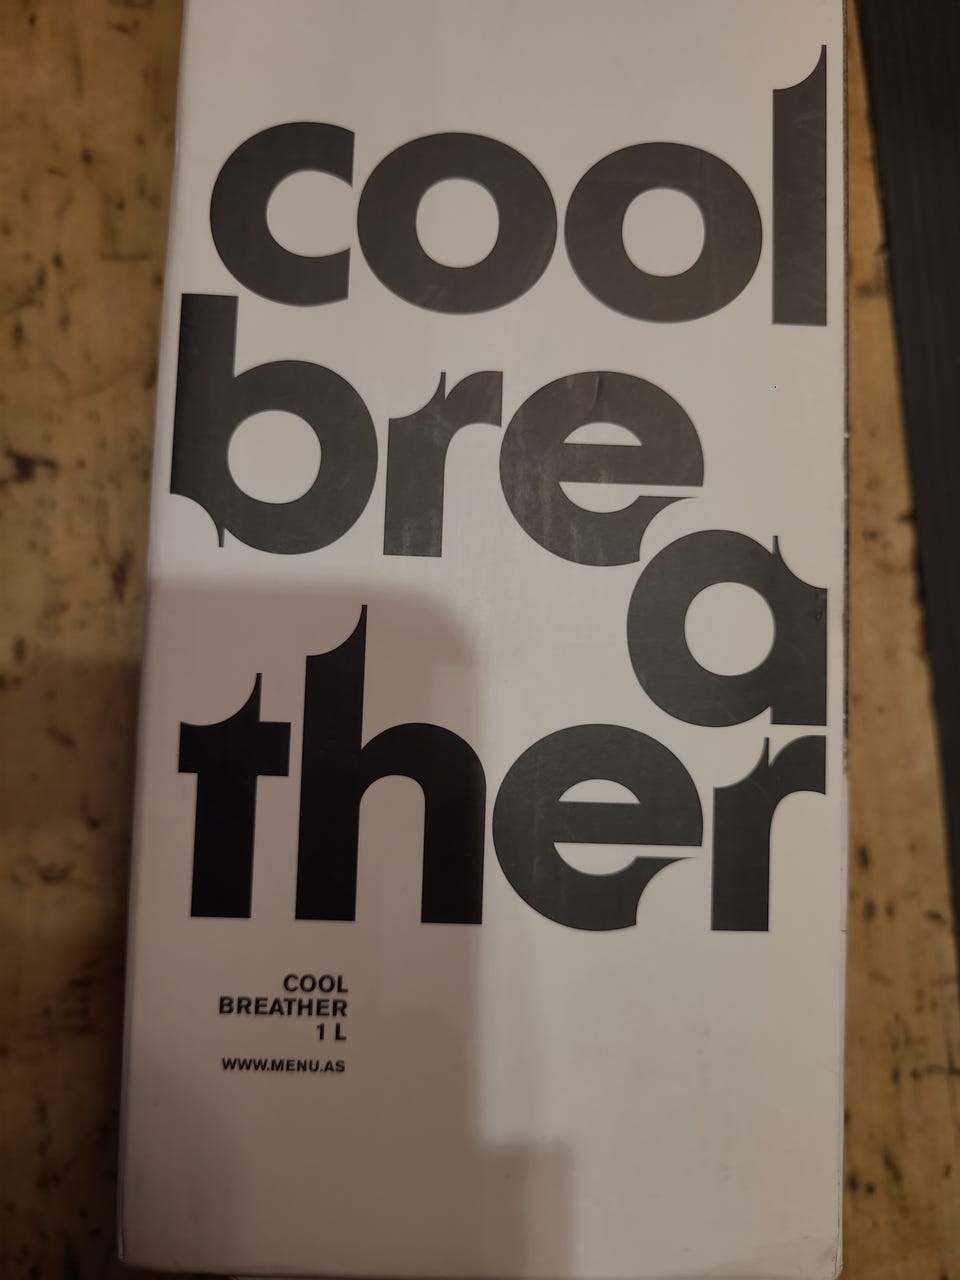 cool
bre
a
ther
COOL
BREATHER
1 L
WWW.MENU.AS